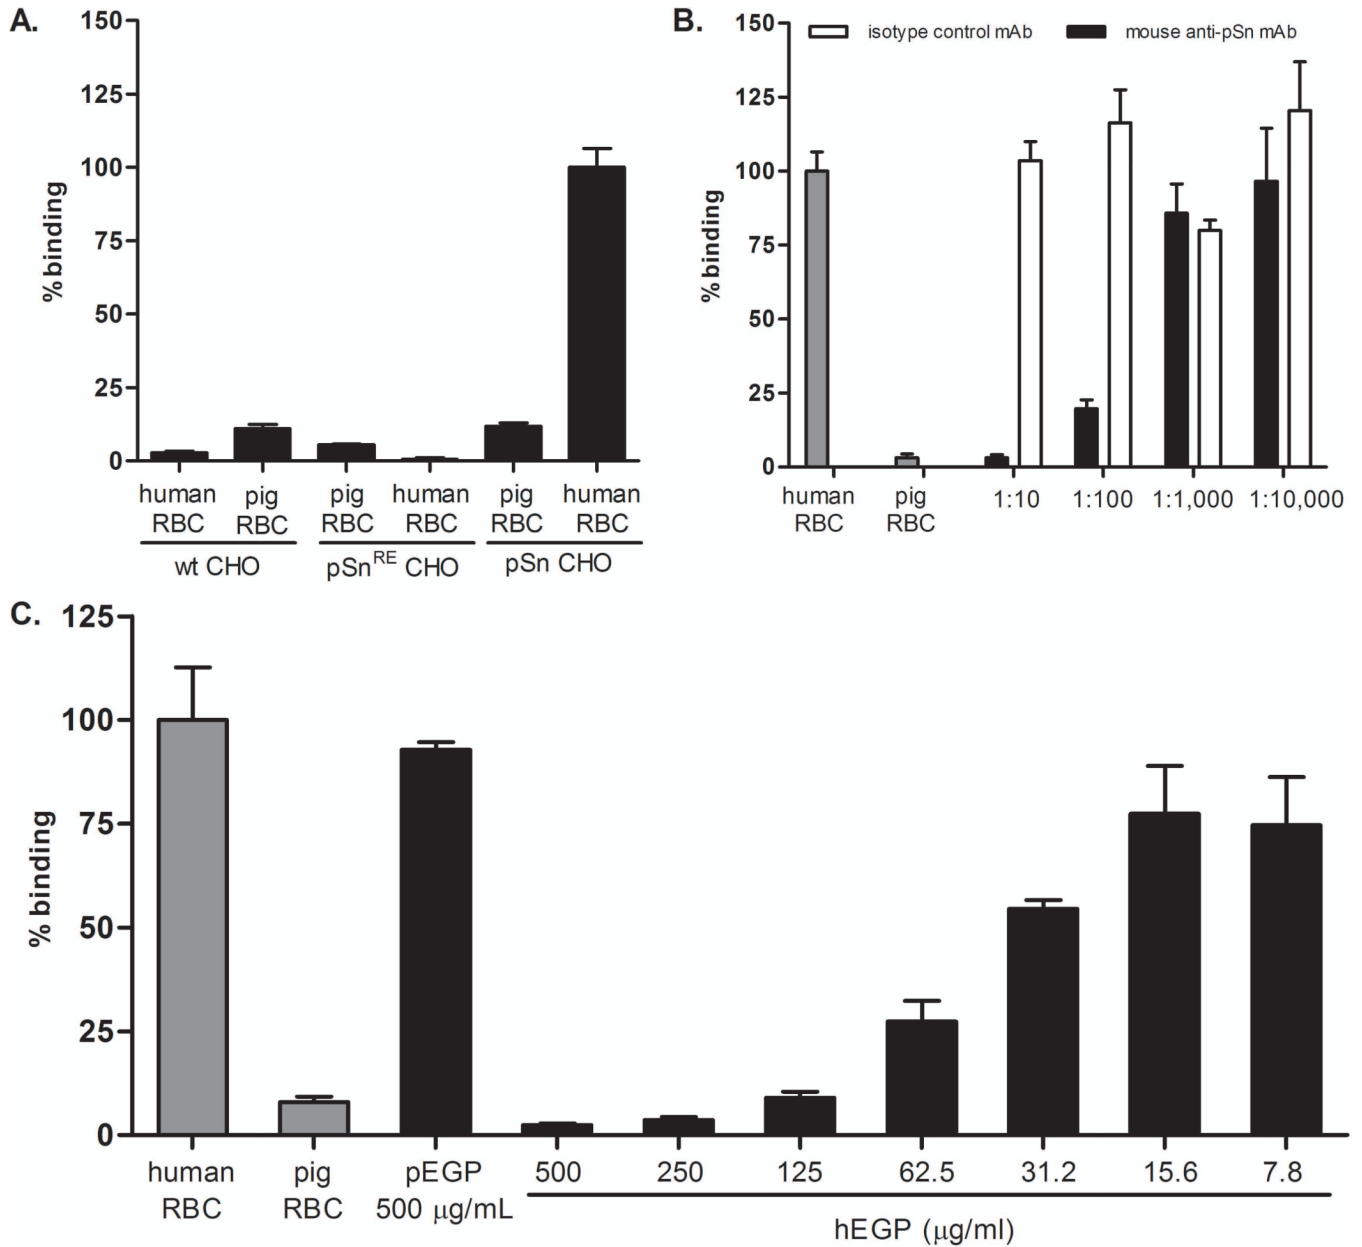 A.
150
125
100
75
50
25
0
% binding
human RBC
pig RBC
pig RBC
human RBC
pig RBC
human RBC
wt CHO
pSn^RE CHO
pSn CHO
B.
isotype control mAb
mouse anti-pSn mAb
150
125
100
75
50
25
0
% binding
human RBC
pig RBC
1:10
1:100
1:1,000
1:10,000
C.
125
100
75
50
25
0
% binding
human RBC
pig RBC
pEGP
500 µg/mL
500
250
125
62.5
31.2
15.6
7.8
hEGP (µg/ml)